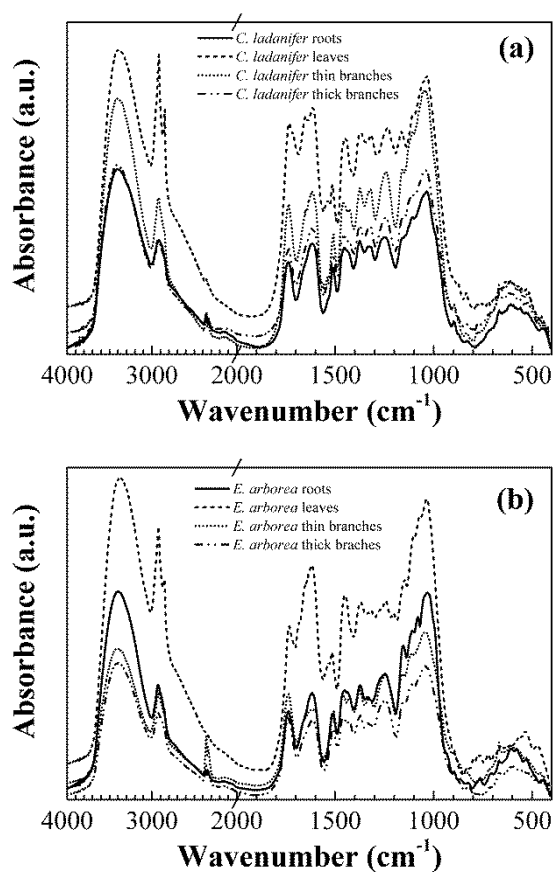 (a)
C. ladanifer roots
C. ladanifer leaves
C. ladanifer thin branches
C. ladanifer thick branches
Absorbance (a.u.)
4000 3000 2000 1500 1000 500
Wavenumber (cm-1)
(b)
E. arborea roots
E. arborea leaves
E. arborea thin branches
E. arborea thick braches
Absorbance (a.u.)
4000 3000 2000 1500 1000 500
Wavenumber (cm-1)